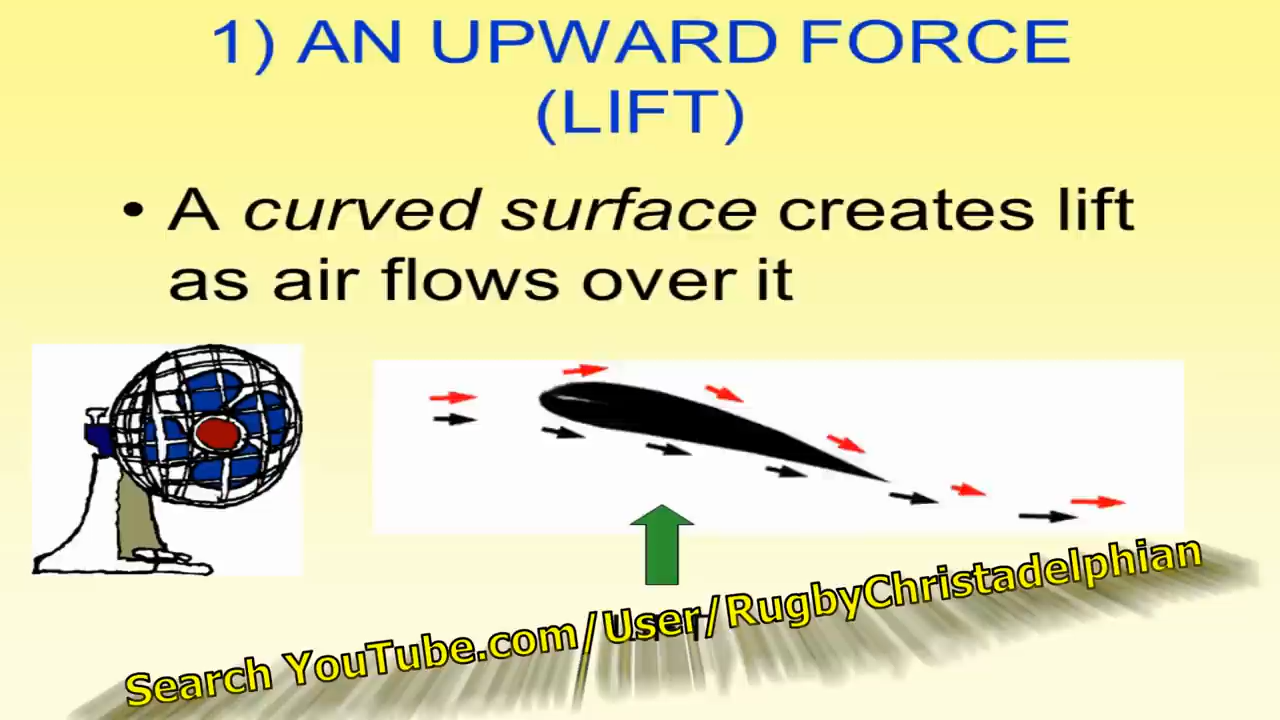 1) AN UPWARD FORCE
(LIFT)
• A curved surface creates lift
as air flows over it
Search YouTube.com/User/RugbyChristadelphian